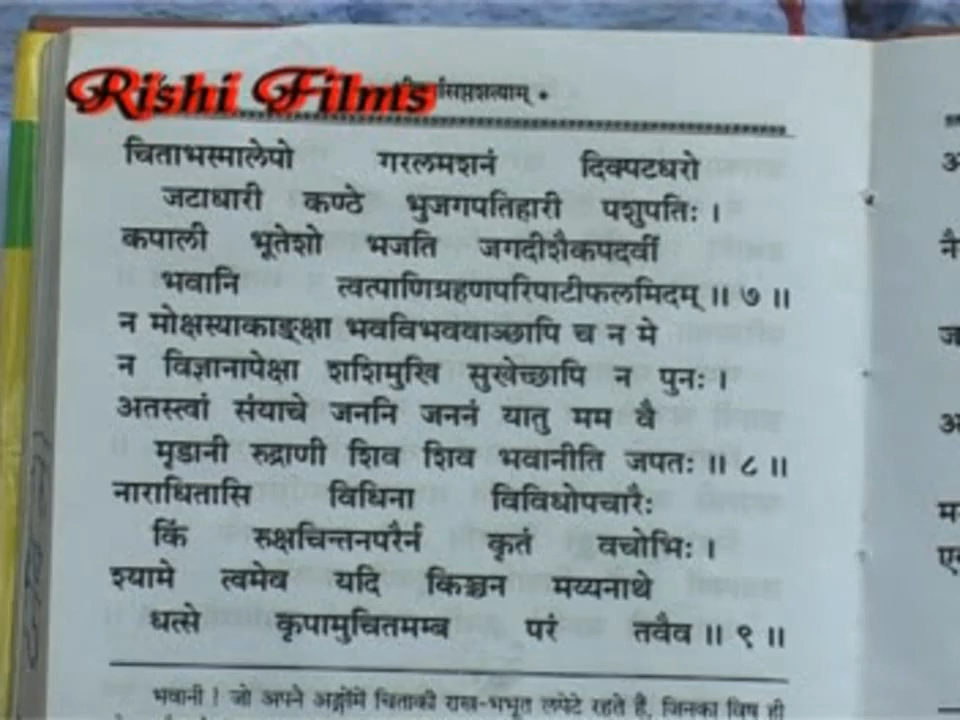 Rishi Films
चिताभस्मालेपो गरलमशनं दिक्पटधरो
जटाधारी कण्ठे भुजगपतिहारी पशुपतिः ।
कपाली भूतेशो भजति जगदीशैकपदवीं
भवानि त्वत्पाणिग्रहणपरिपाटीफलमिदम् ॥ ७ ॥
न मोक्षस्याकाङ्क्षा भवविभववाञ्छापि च न मे
न विज्ञानापेक्षा शशिमुखि सुखेच्छापि न पुनः ।
अतस्त्वां संयाचे जननि जननं यातु मम वै
मृडानी रुद्राणी शिव शिव भवानीति जपतः ॥ ८ ॥
नाराधितासि विधिना विविधोपचारैः
किं रुक्षचिन्तनपरैर्न कृतं वचोभिः ।
श्यामे त्वमेव यदि किञ्चन मय्यनाथे
धत्से कृपामुचितमम्ब परं तवैव ॥ ९ ॥
भवानी ! जो अपने अङ्गोंमें चिताकी राख-भभूत लपेटे रहते हैं, जिनका विष ही